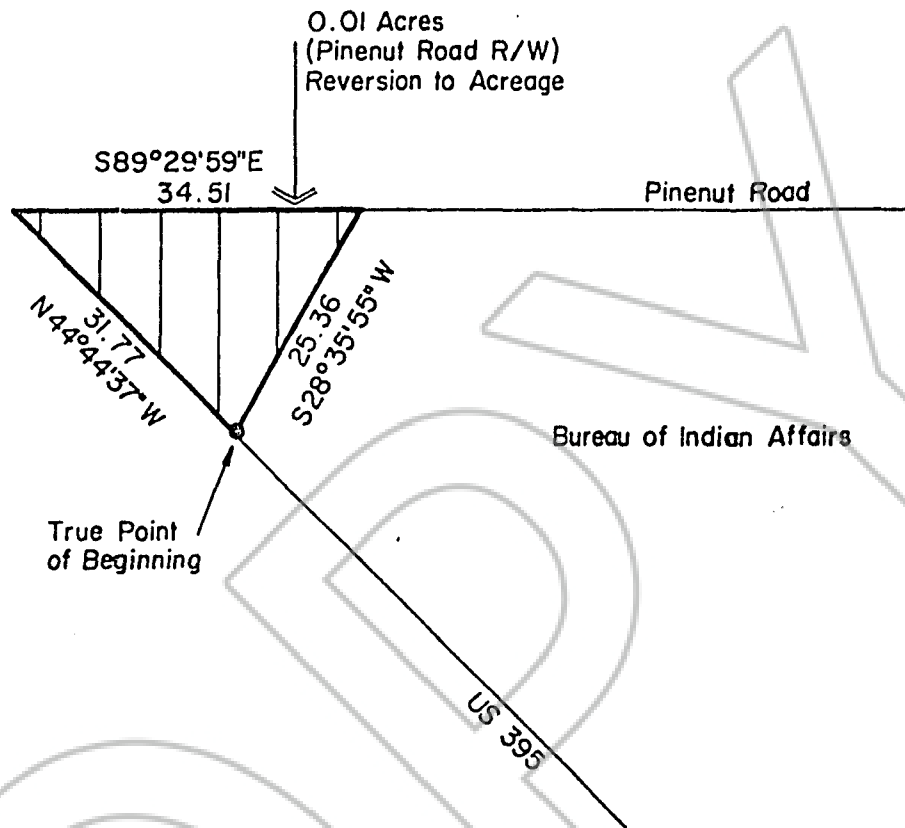 0.01 Acres
(Pinenut Road R/W)
Reversion to Acreage
S89°29'59"E
34.51
Pinenut Road
31.77
N44°44'37"W
25.36
S28°35'55"W
Bureau of Indian Affairs
True Point
of Beginning
US 395